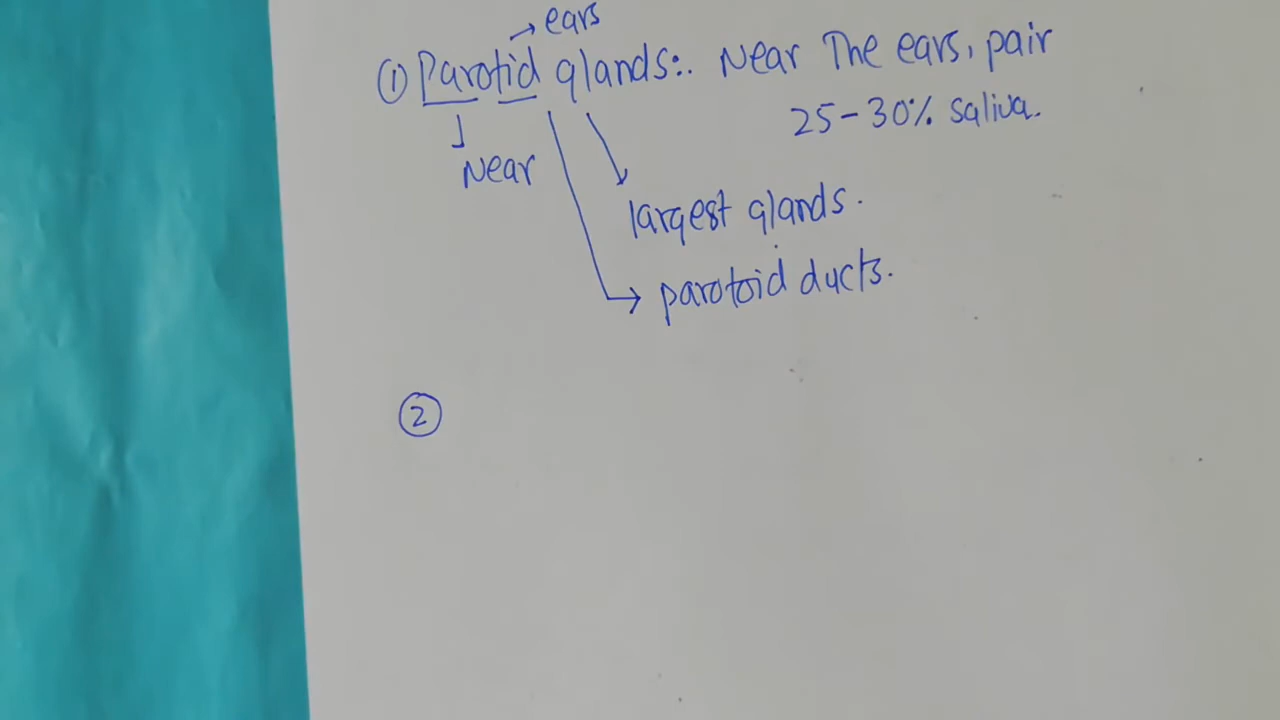 ears
① Parotid glands:. Near The ears, pair
25-30% saliva.
Near
largest glands.
parotoid ducts.
②